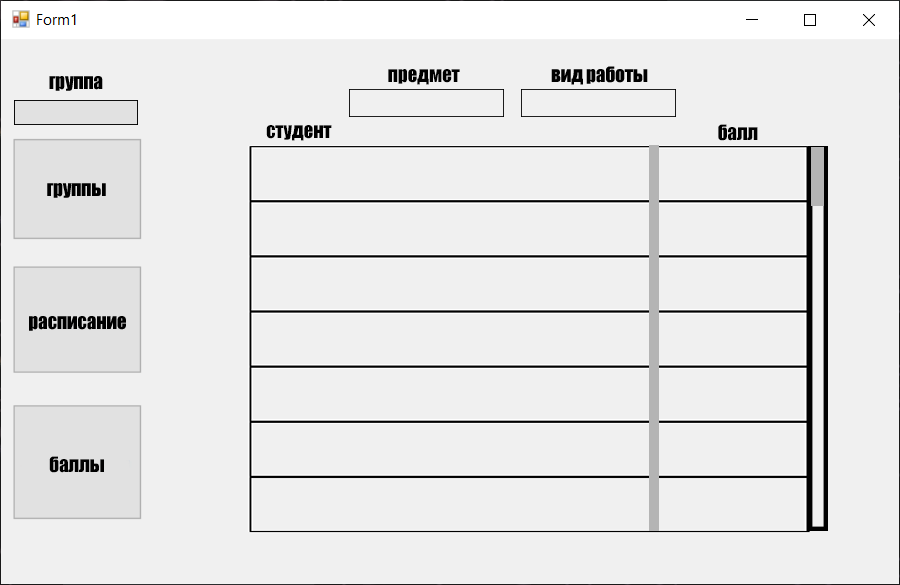 Form1
группа
предмет
вид работы
студент
балл
группы
расписание
баллы